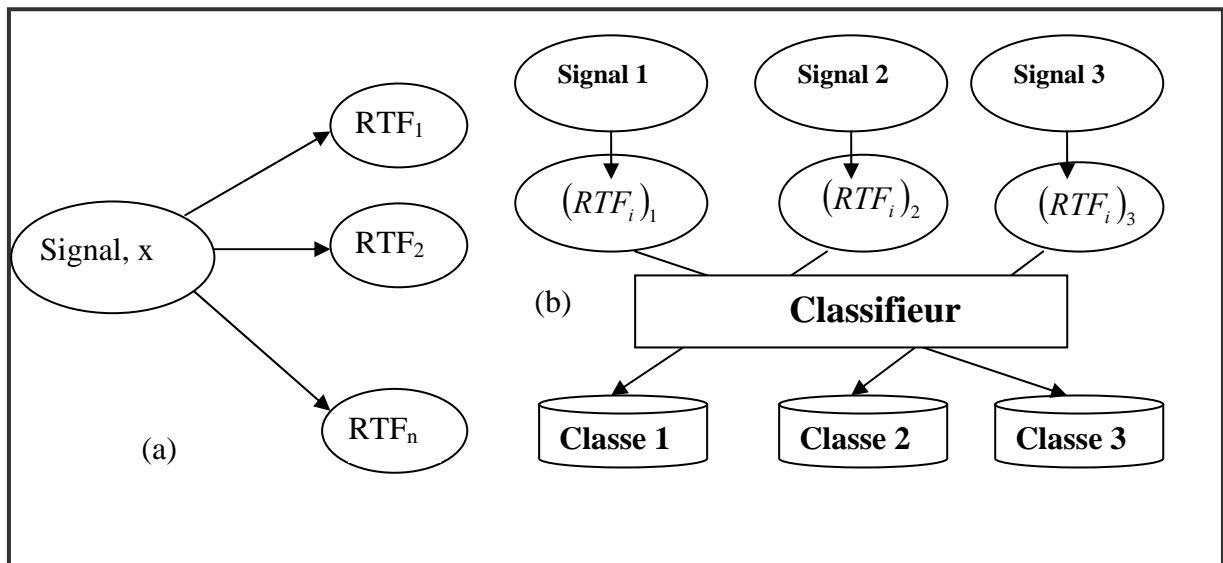 Signal, x
RTF₁
RTF₂
RTFₙ
(a)
Signal 1
Signal 2
Signal 3
(RTFᵢ)₁
(RTFᵢ)₂
(RTFᵢ)₃
(b)
Classifieur
Classe 1
Classe 2
Classe 3